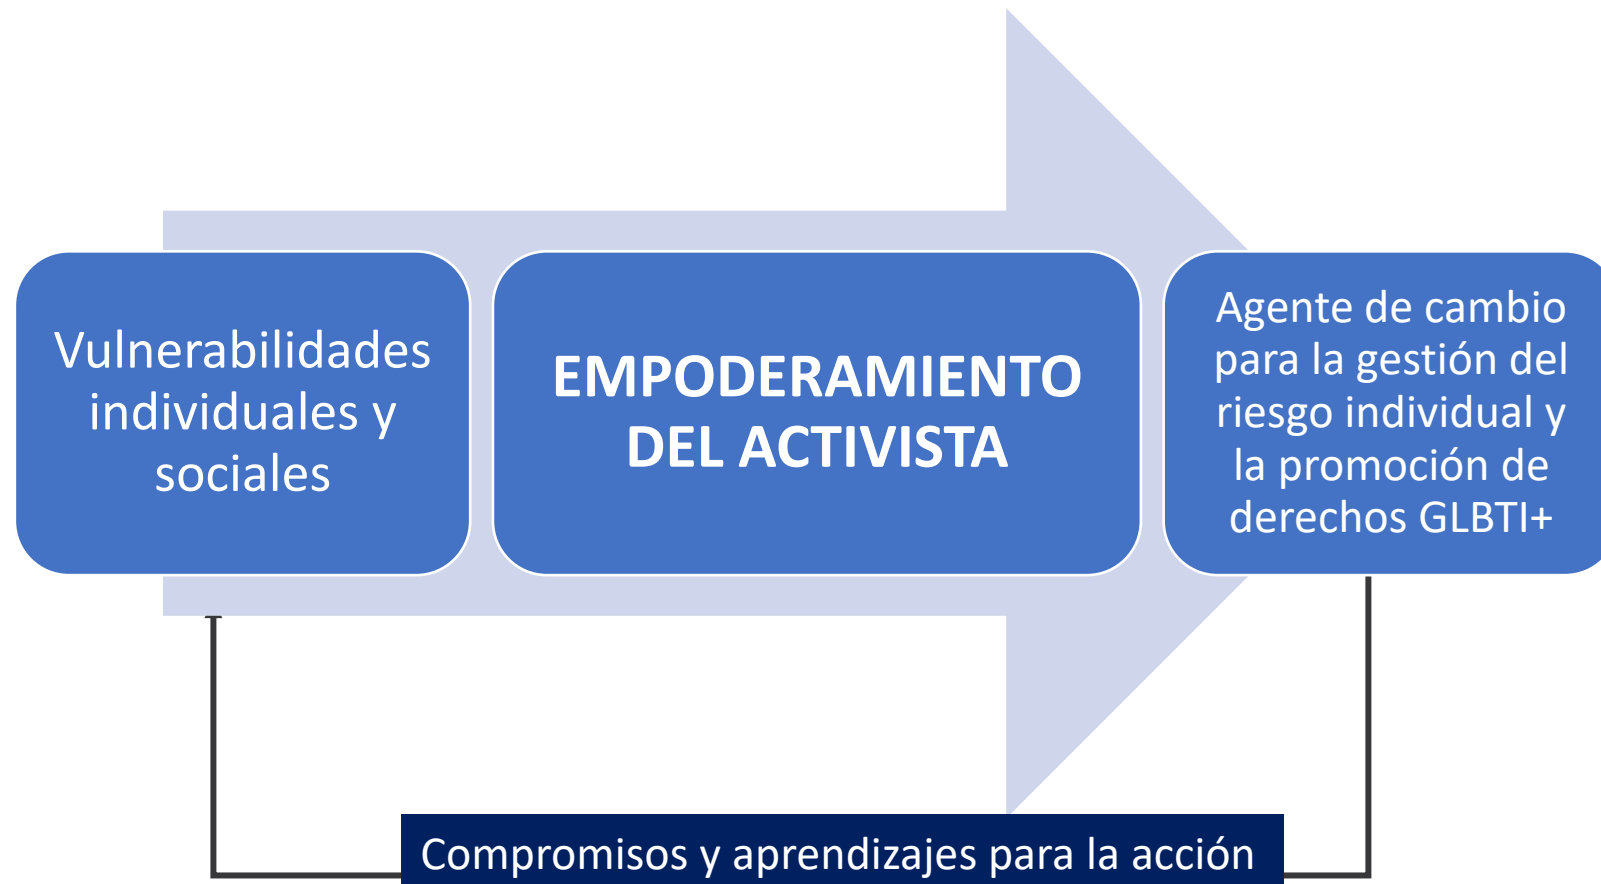 Vulnerabilidades
individuales y
sociales
EMPODERAMIENTO
DEL ACTIVISTA
Agente de cambio
para la gestión del
riesgo individual y
la promoción de
derechos GLBTI+
Compromisos y aprendizajes para la acción